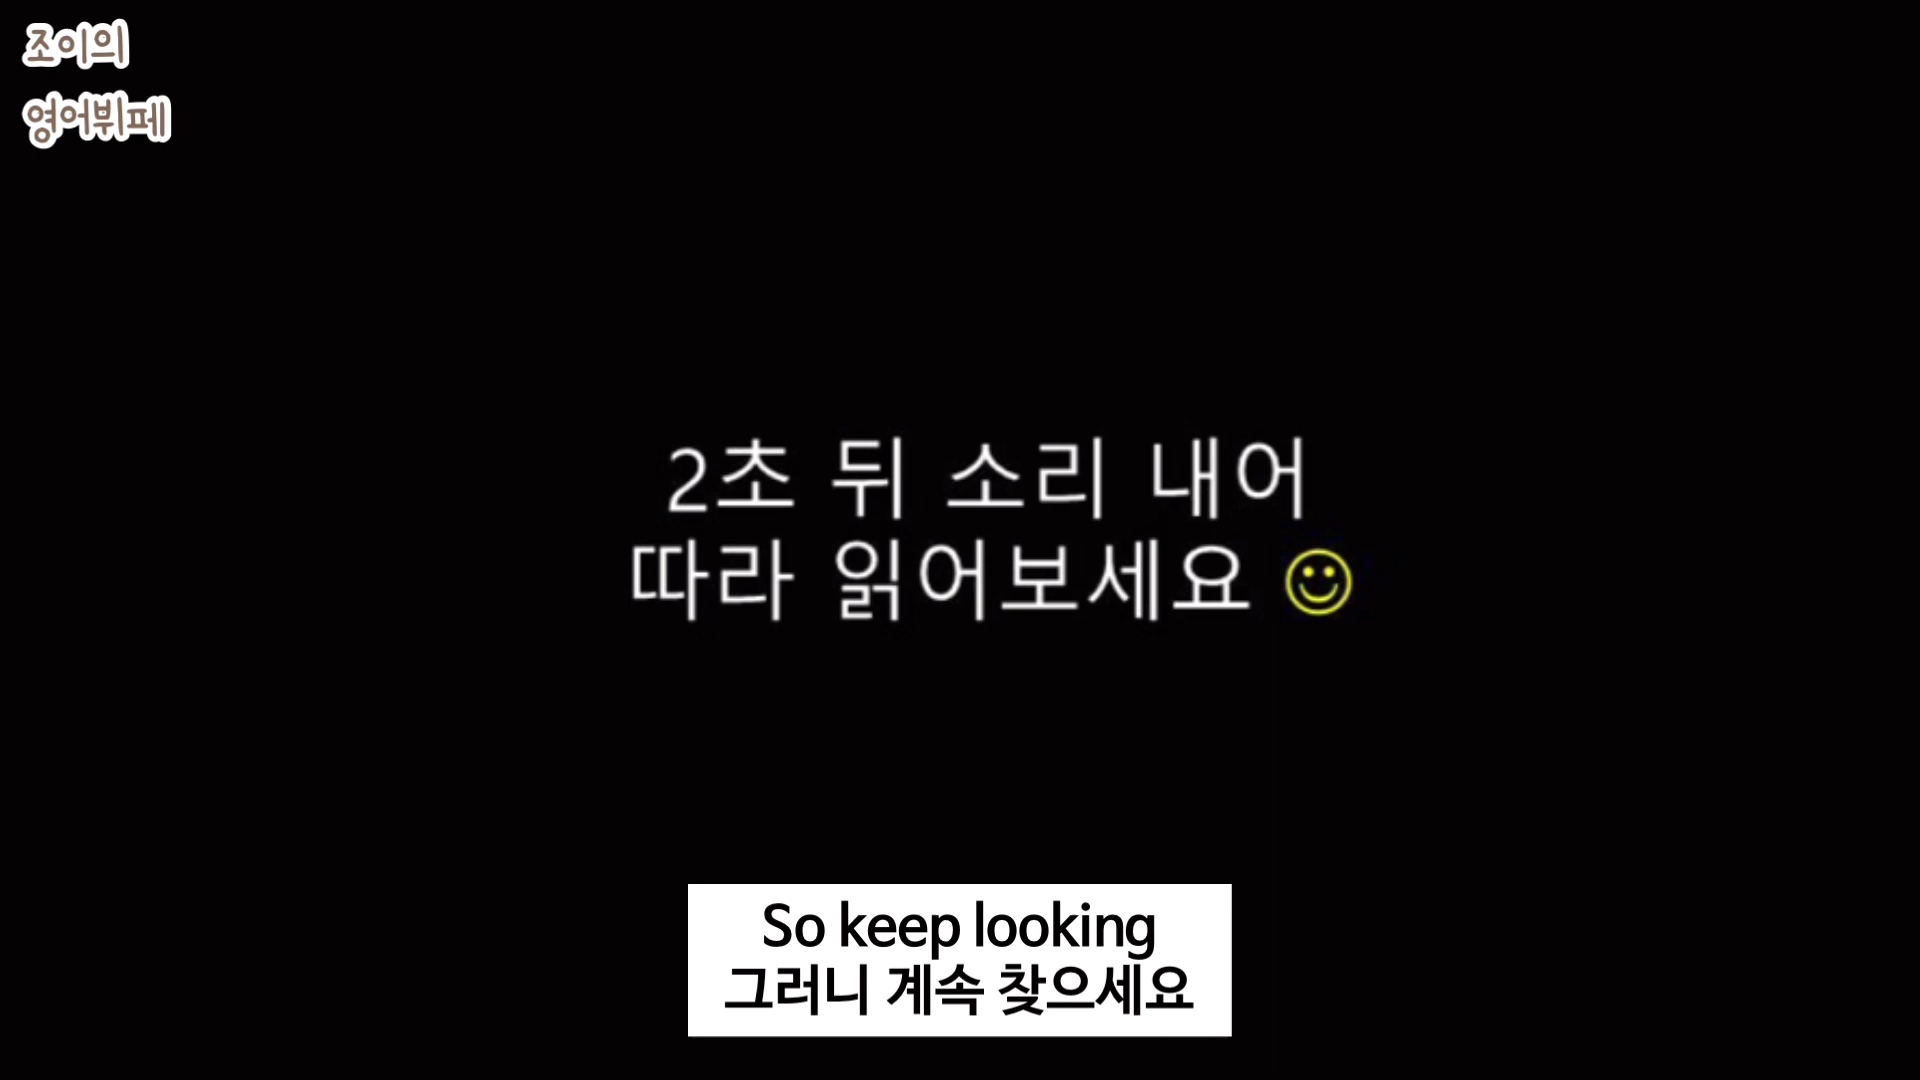 조이의
영어뷔페
2초 뒤 소리 내어
따라 읽어보세요 ☺
So keep looking
그러니 계속 찾으세요